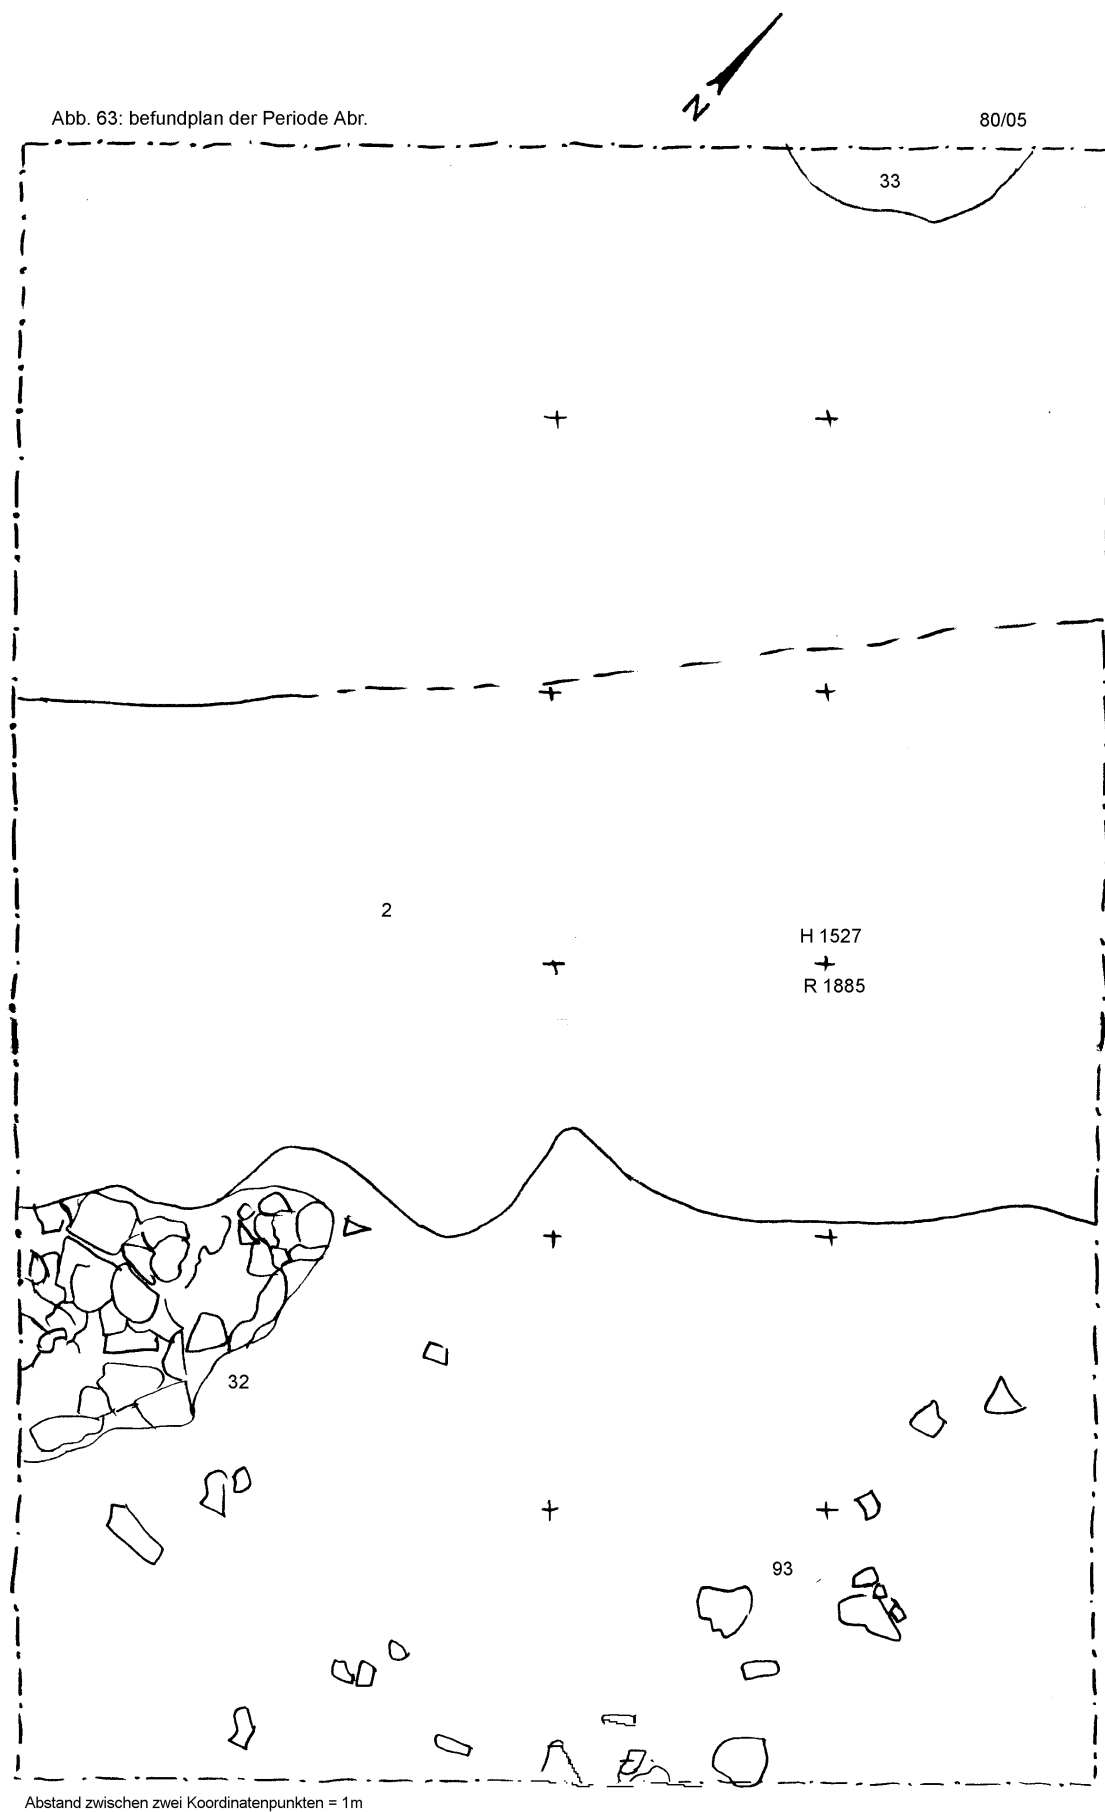 N
Abb. 63: befundplan der Periode Abr.
80/05
33
2
H 1527
R 1885
32
93
Abstand zwischen zwei Koordinatenpunkten = 1m